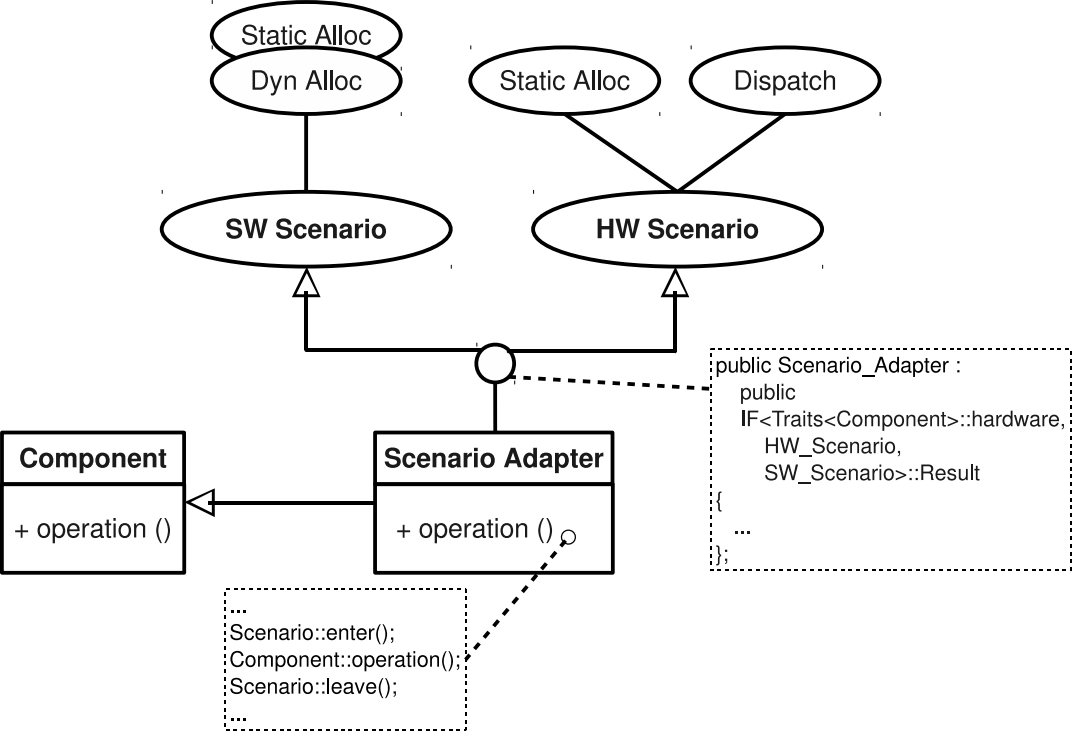 Static Alloc
Dyn Alloc
Static Alloc
Dispatch
SW Scenario
HW Scenario
public Scenario_Adapter :
public
IF<Traits<Component>::hardware,
HW_Scenario,
SW_Scenario>::Result
{
...
};
Component
+ operation ()
Scenario Adapter
+ operation ()
...
Scenario::enter();
Component::operation();
Scenario::leave();
...